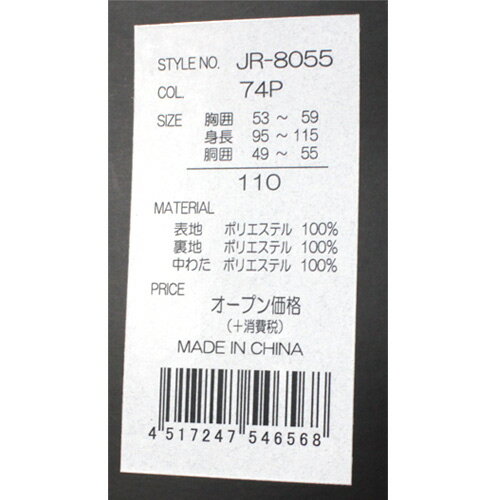 STYLE NO. JR-8055
COL. 74P
SIZE 胸囲 53 ~ 59
身長 95 ~ 115
胴囲 49 ~ 55
110
MATERIAL
表地 ポリエステル 100%
裏地 ポリエステル 100%
中わた ポリエステル 100%
PRICE
オープン価格
(+消費税)
MADE IN CHINA
4 517247 546568